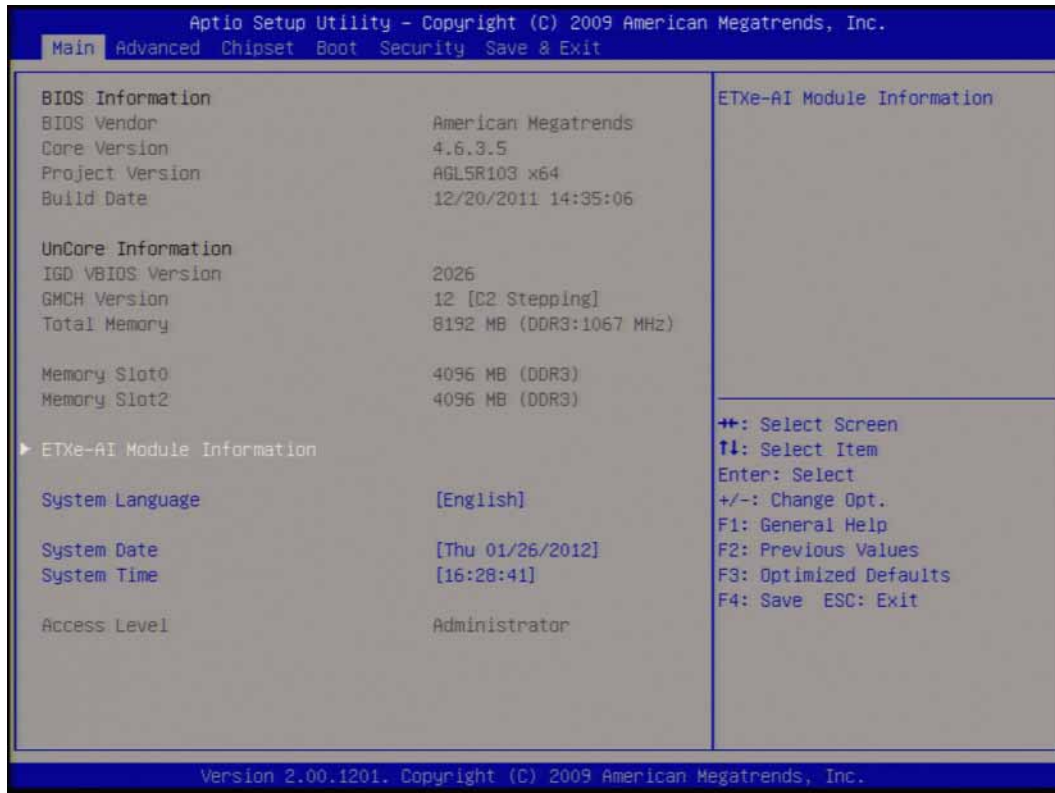 Aptio Setup Utility – Copyright (C) 2009 American Megatrends, Inc.
Main Advanced Chipset Boot Security Save & Exit
BIOS Information
BIOS Vendor American Megatrends
Core Version 4.6.3.5
Project Version AGL5R103 x64
Build Date 12/20/2011 14:35:06
UnCore Information
IGD VBIOS Version 2026
GMCH Version 12 [C2 Stepping]
Total Memory 8192 MB (DDR3:1067 MHz)
Memory Slot0 4096 MB (DDR3)
Memory Slot2 4096 MB (DDR3)
► ETXe-AI Module Information
System Language [English]
System Date [Thu 01/26/2012]
System Time [16:28:41]
Access Level Administrator
ETXe-AI Module Information
→←: Select Screen
↑↓: Select Item
Enter: Select
+/-: Change Opt.
F1: General Help
F2: Previous Values
F3: Optimized Defaults
F4: Save ESC: Exit
Version 2.00.1201. Copyright (C) 2009 American Megatrends, Inc.